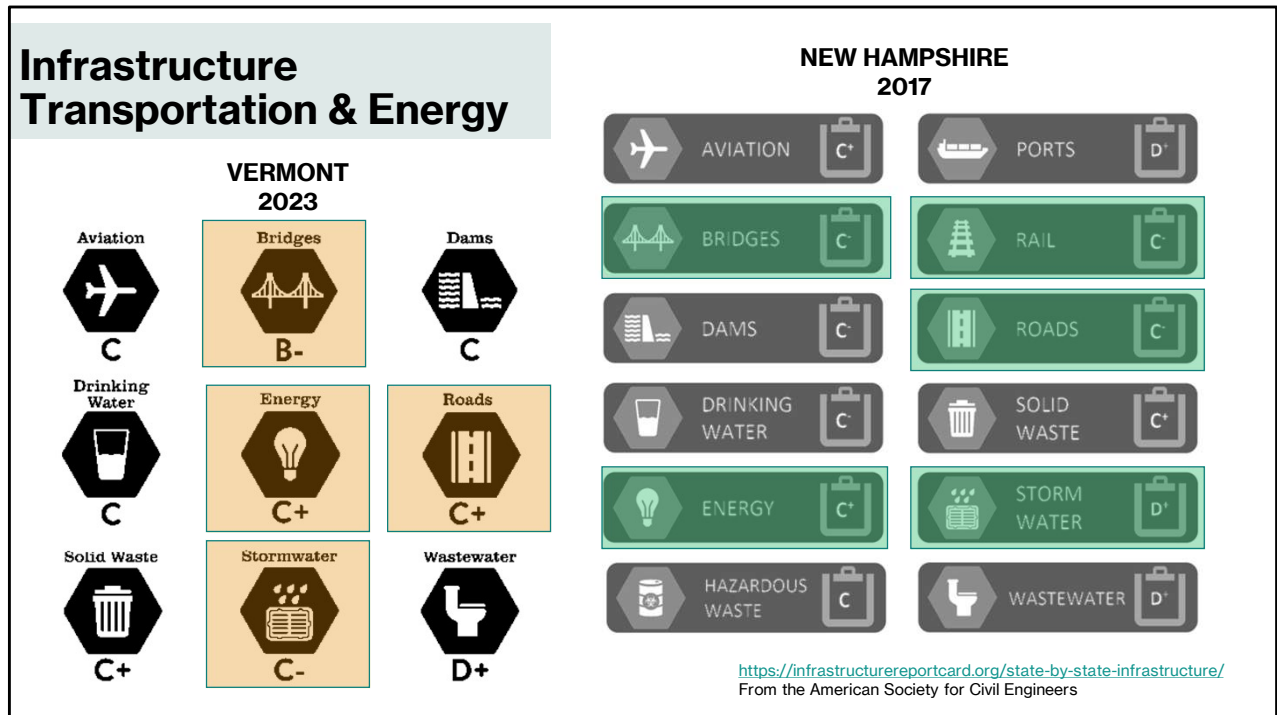 Infrastructure
Transportation & Energy
VERMONT
2023
Aviation
C
Bridges
B-
Dams
C
Drinking
Water
C
Energy
C+
Roads
C+
Solid Waste
C+
Stormwater
C-
Wastewater
D+
NEW HAMPSHIRE
2017
AVIATION
C+
PORTS
D+
BRIDGES
C-
RAIL
C-
DAMS
C-
ROADS
C-
DRINKING
WATER
C-
SOLID
WASTE
C+
ENERGY
C+
STORM
WATER
D+
HAZARDOUS
WASTE
C
WASTEWATER
D+
https://infrastructurereportcard.org/state-by-state-infrastructure/
From the American Society for Civil Engineers